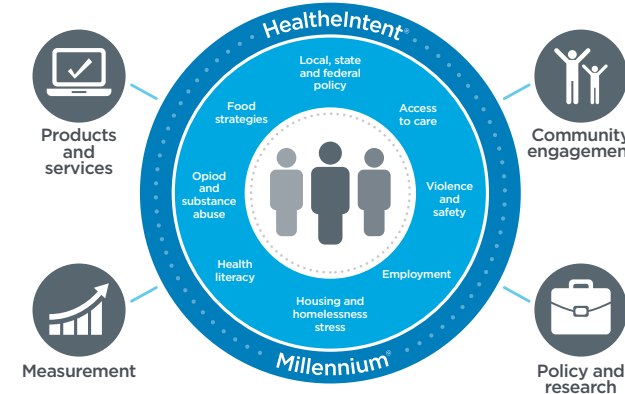 HealtheIntent®
Local, state
and federal
policy
Food
strategies
Access
to care
Opiod
and
substance
abuse
Violence
and
safety
Health
literacy
Employment
Housing and
homelessness
stress
Millennium®
Products
and
services
Community
engagement
Measurement
Policy and
research